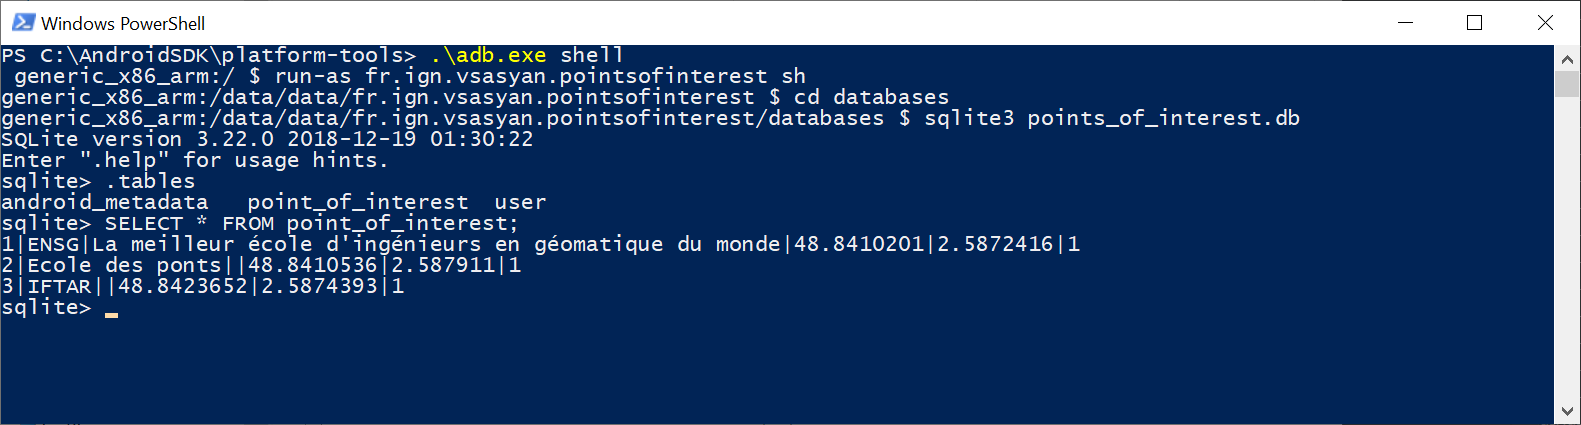 Windows PowerShell
PS C:\AndroidSDK\platform-tools> .\adb.exe shell
 generic_x86_arm:/ $ run-as fr.ign.vsasyan.pointsofinterest sh
generic_x86_arm:/data/data/fr.ign.vsasyan.pointsofinterest $ cd databases
generic_x86_arm:/data/data/fr.ign.vsasyan.pointsofinterest/databases $ sqlite3 points_of_interest.db
SQLite version 3.22.0 2018-12-19 01:30:22
Enter ".help" for usage hints.
sqlite> .tables
android_metadata   point_of_interest  user
sqlite> SELECT * FROM point_of_interest;
1|ENSG|La meilleur école d'ingénieurs en géomatique du monde|48.8410201|2.5872416|1
2|Ecole des ponts||48.8410536|2.587911|1
3|IFTAR||48.8423652|2.5874393|1
sqlite>